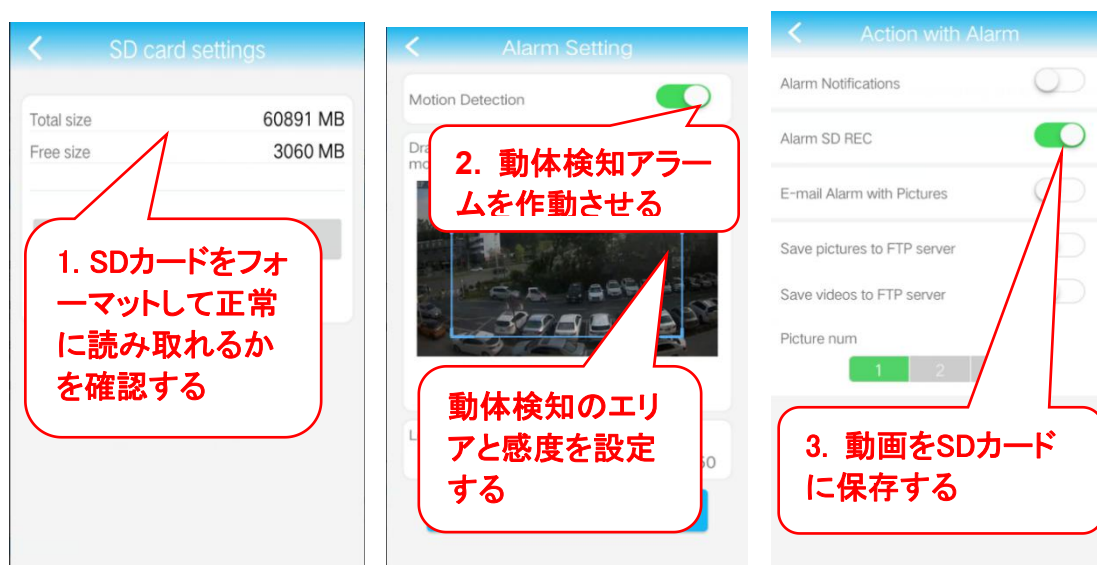 SD card settings
Total size 60891 MB
Free size 3060 MB
1. SDカードをフォ
ーマットして正常
に読み取れるか
を確認する
Alarm Setting
Motion Detection
2. 動体検知アラー
ムを作動させる
動体検知のエリ
アと感度を設定
する
Action with Alarm
Alarm Notifications
Alarm SD REC
E-mail Alarm with Pictures
Save pictures to FTP server
Save videos to FTP server
Picture num
1 2
3. 動画をSDカード
に保存する